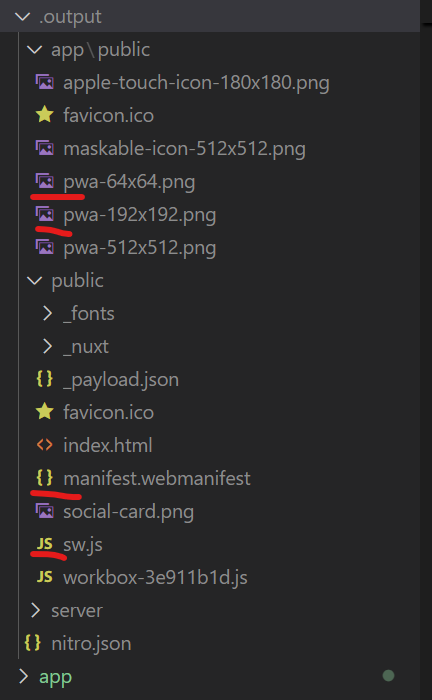 .output
app\public
apple-touch-icon-180x180.png
favicon.ico
maskable-icon-512x512.png
pwa-64x64.png
pwa-192x192.png
pwa-512x512.png
public
_fonts
_nuxt
{} _payload.json
favicon.ico
<> index.html
{} manifest.webmanifest
social-card.png
JS sw.js
JS workbox-3e911b1d.js
server
{} nitro.json
app